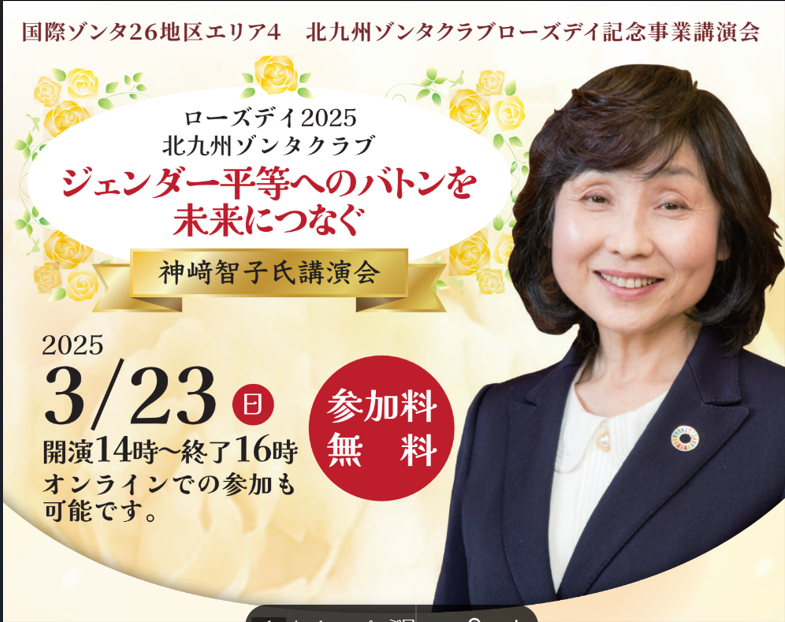 国際ゾンタ26地区エリア4　北九州ゾンタクラブローズデイ記念事業講演会
ローズデイ2025
北九州ゾンタクラブ
ジェンダー平等へのバトンを
未来につなぐ
神﨑智子氏講演会
2025
3/23 日
開演14時～終了16時
オンラインでの参加も
可能です。
参加料
無　料